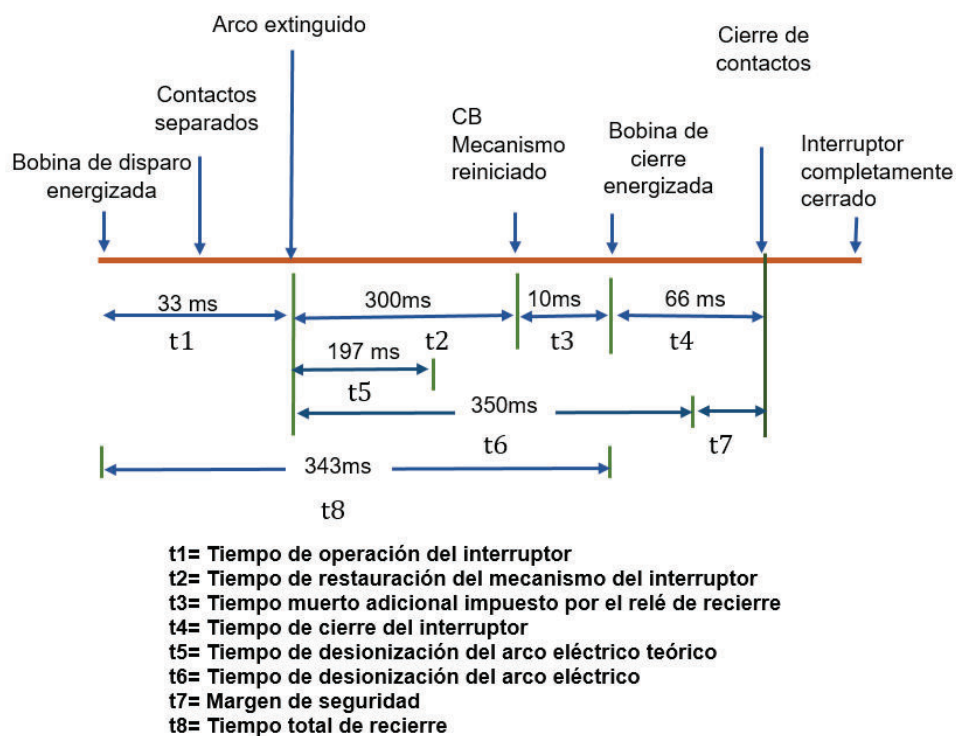 Arco extinguido
Cierre de
contactos
Contactos
separados
CB
Mecanismo
reiniciado
Bobina de
cierre
energizada
Interruptor
completamente
cerrado
Bobina de disparo
energizada
33 ms
300ms
10ms
66 ms
t1
t2
t3
t4
197 ms
t5
350ms
t6
t7
343ms
t8
t1= Tiempo de operación del interruptor
t2= Tiempo de restauración del mecanismo del interruptor
t3= Tiempo muerto adicional impuesto por el relé de recierre
t4= Tiempo de cierre del interruptor
t5= Tiempo de desionización del arco eléctrico teórico
t6= Tiempo de desionización del arco eléctrico
t7= Margen de seguridad
t8= Tiempo total de recierre